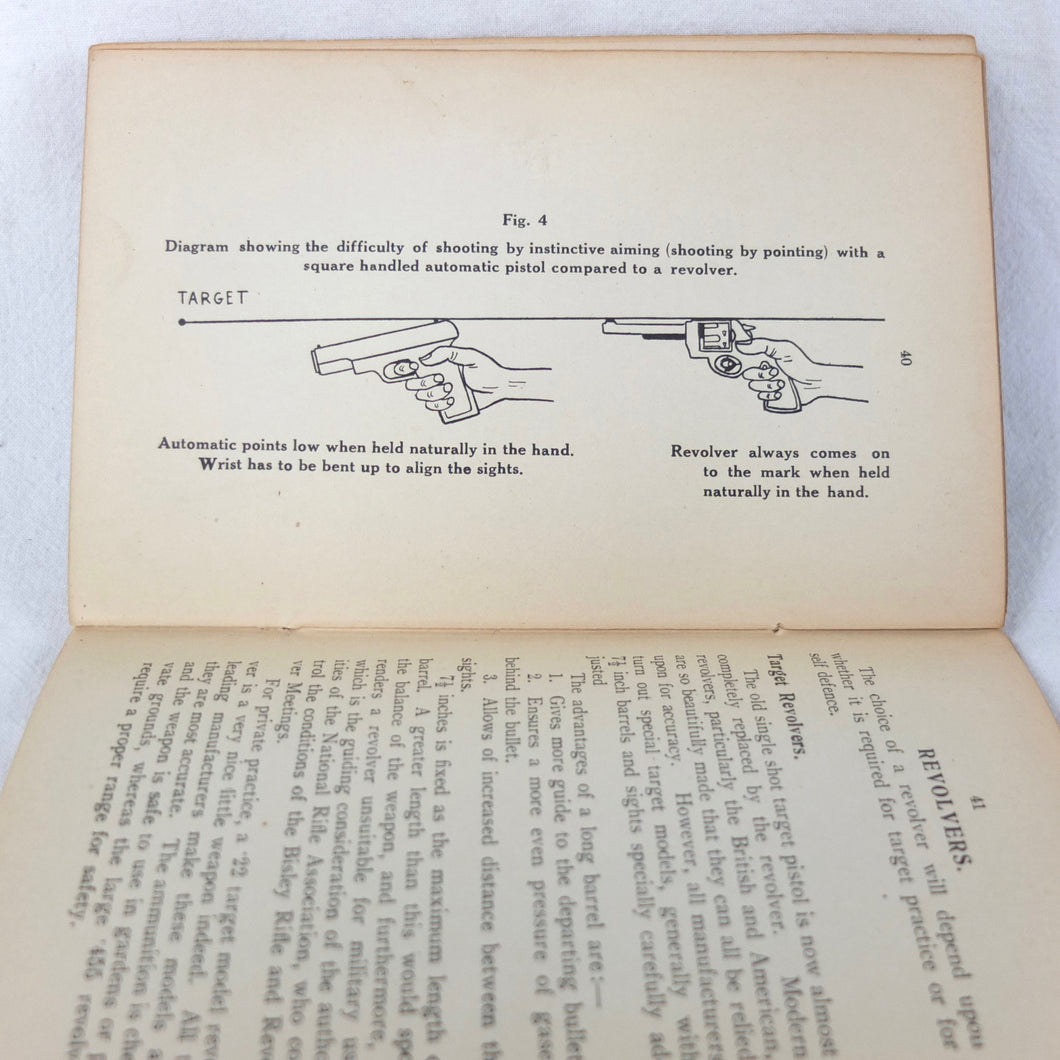 Fig. 4
Diagram showing the difficulty of shooting by instinctive aiming (shooting by pointing) with a
square handled automatic pistol compared to a revolver.
TARGET
Automatic points low when held naturally in the hand.
Wrist has to be bent up to align the sights.
Revolver always comes on
to the mark when held
naturally in the hand.
40
41
REVOLVERS.
The choice of a revolver will depend upon
whether it is required for target practice or for
self defence.
Target Revolvers.
The old single shot target pistol is now almost
completely replaced by the revolver. Modern
revolvers, particularly the British and American,
are so beautifully made that they can all be relied
upon for accuracy. However, all manufacturers
turn out special target models, generally with
7½ inch barrels and sights specially carefully ad
justed
The advantages of a long barrel are:—
1. Gives more guide to the departing bullet
2. Ensures a more even pressure of gase
behind the bullet.
3. Allows of increased distance between th
sights.
7½ inches is fixed as the maximum length
barrel. A greater length than this would
the balance of the weapon, and furthermore,
renders a revolver unsuitable for military
which is the guiding consideration of the
ities of the National Rifle Association, who
trol the conditions of the Bisley Rifle and
ver Meetings.
For private practice, a ·22 target model
ver is a very nice little weapon indeed. All
leading manufacturers make these models
they are most accurate. The ammunition is
and the weapon is safe to use in gardens or
vate grounds, whereas the large ·455
require a proper range for safety.